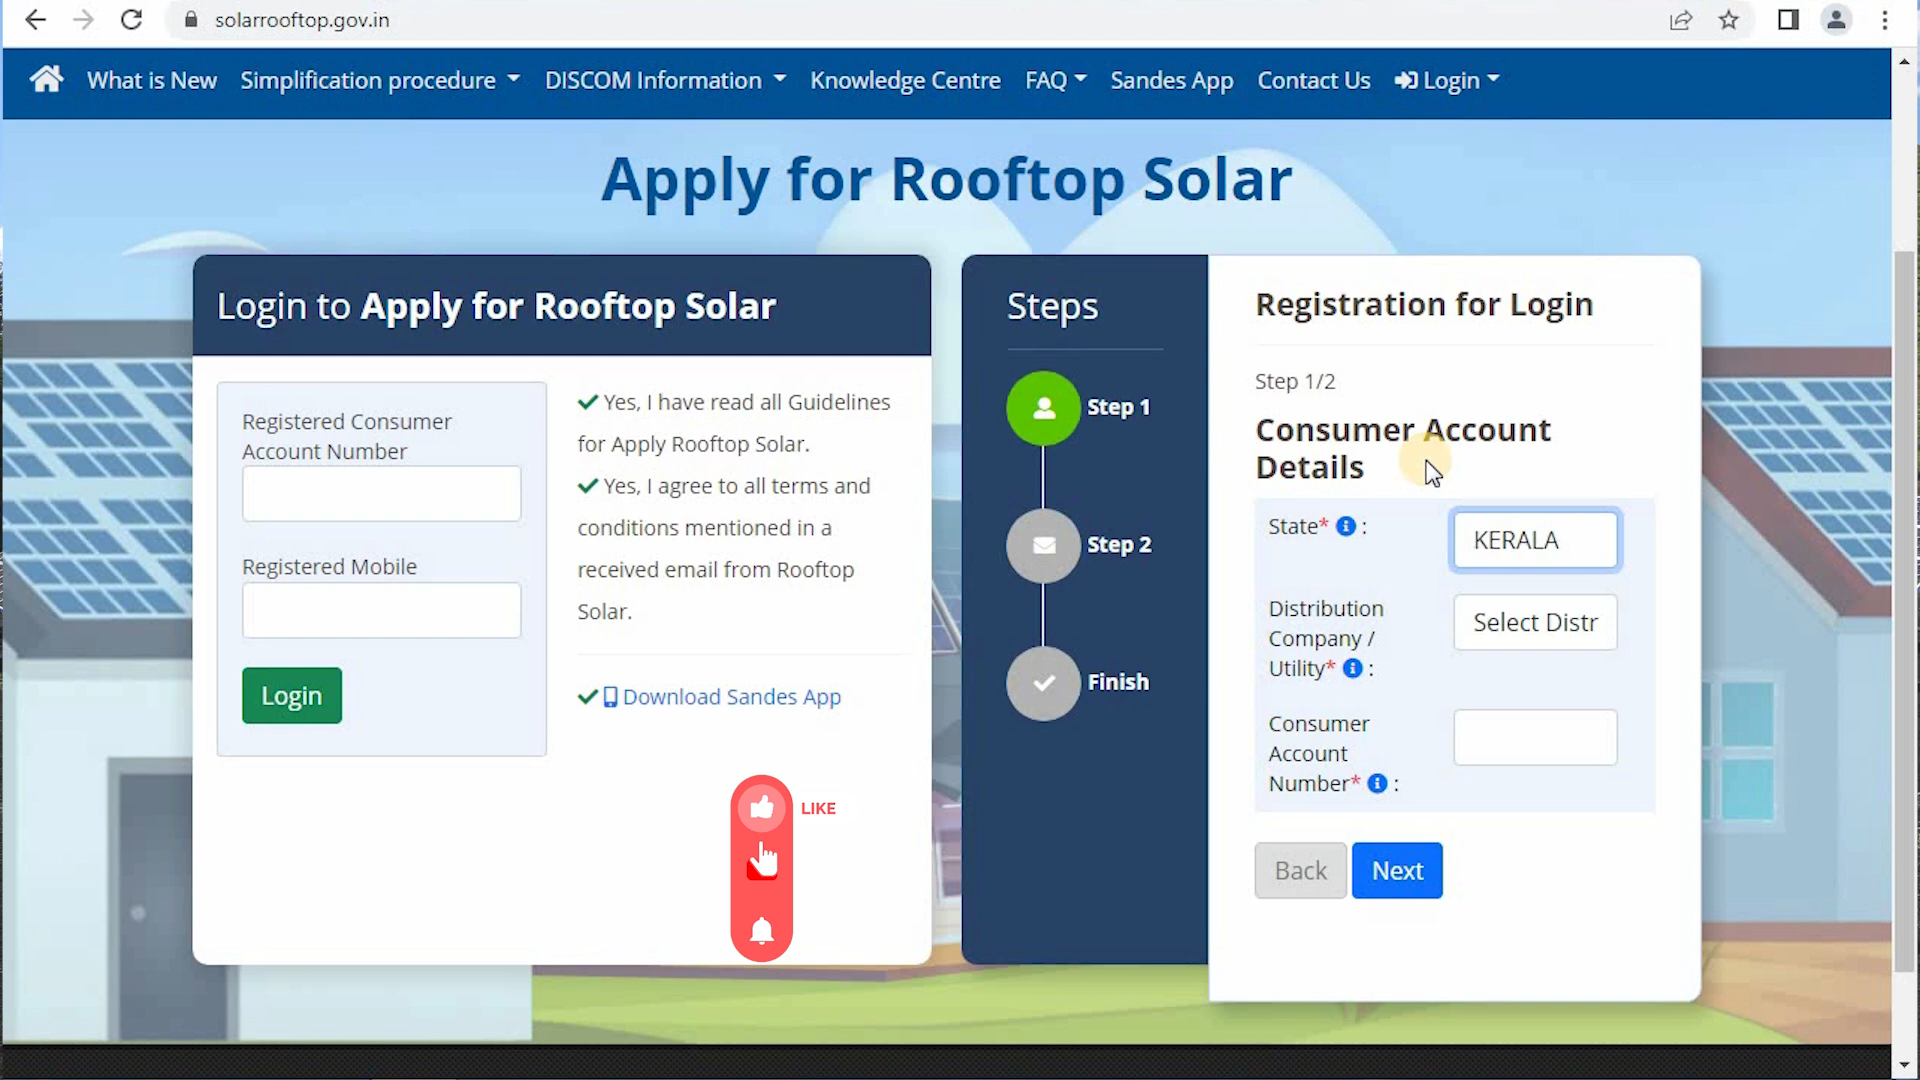 solarrooftop.gov.in
What is New Simplification procedure DISCOM Information Knowledge Centre FAQ Sandes App Contact Us Login
Apply for Rooftop Solar
Login to Apply for Rooftop Solar
Registered Consumer
Account Number
Registered Mobile
Login
Yes, I have read all Guidelines
for Apply Rooftop Solar.
Yes, I agree to all terms and
conditions mentioned in a
received email from Rooftop
Solar.
Download Sandes App
LIKE
Steps
Step 1
Step 2
Finish
Registration for Login
Step 1/2
Consumer Account
Details
State* :
KERALA
Distribution
Company /
Utility* :
Select Distr
Consumer
Account
Number* :
Back Next